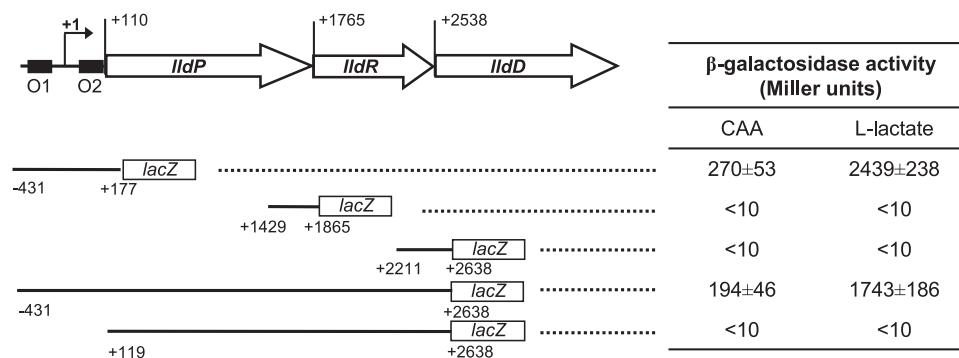 +1 +110 +1765 +2538
lldP lldR lldD
O1 O2
β-galactosidase activity
(Miller units)
CAA L-lactate
lacZ 270±53 2439±238
-431 +177
lacZ <10 <10
+1429 +1865
lacZ <10 <10
+2211 +2638
lacZ 194±46 1743±186
-431 +2638
lacZ <10 <10
+119 +2638